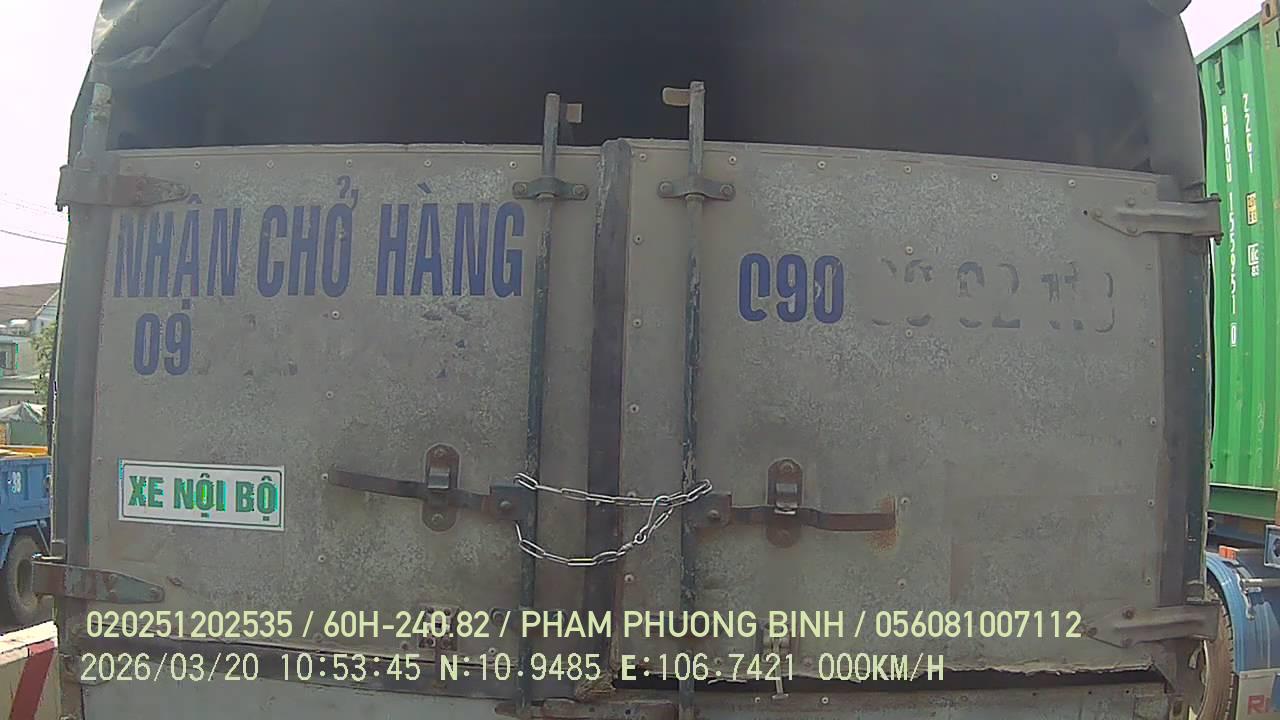 NHẬN CHỞ HÀNG
09
090
XE NỘI BỘ
22G1
020251202535 / 60H-240.82 / PHAM PHUONG BINH / 056081007112
2026/03/20 10:53:45 N:10.9485 E:106.7421 000KM/H